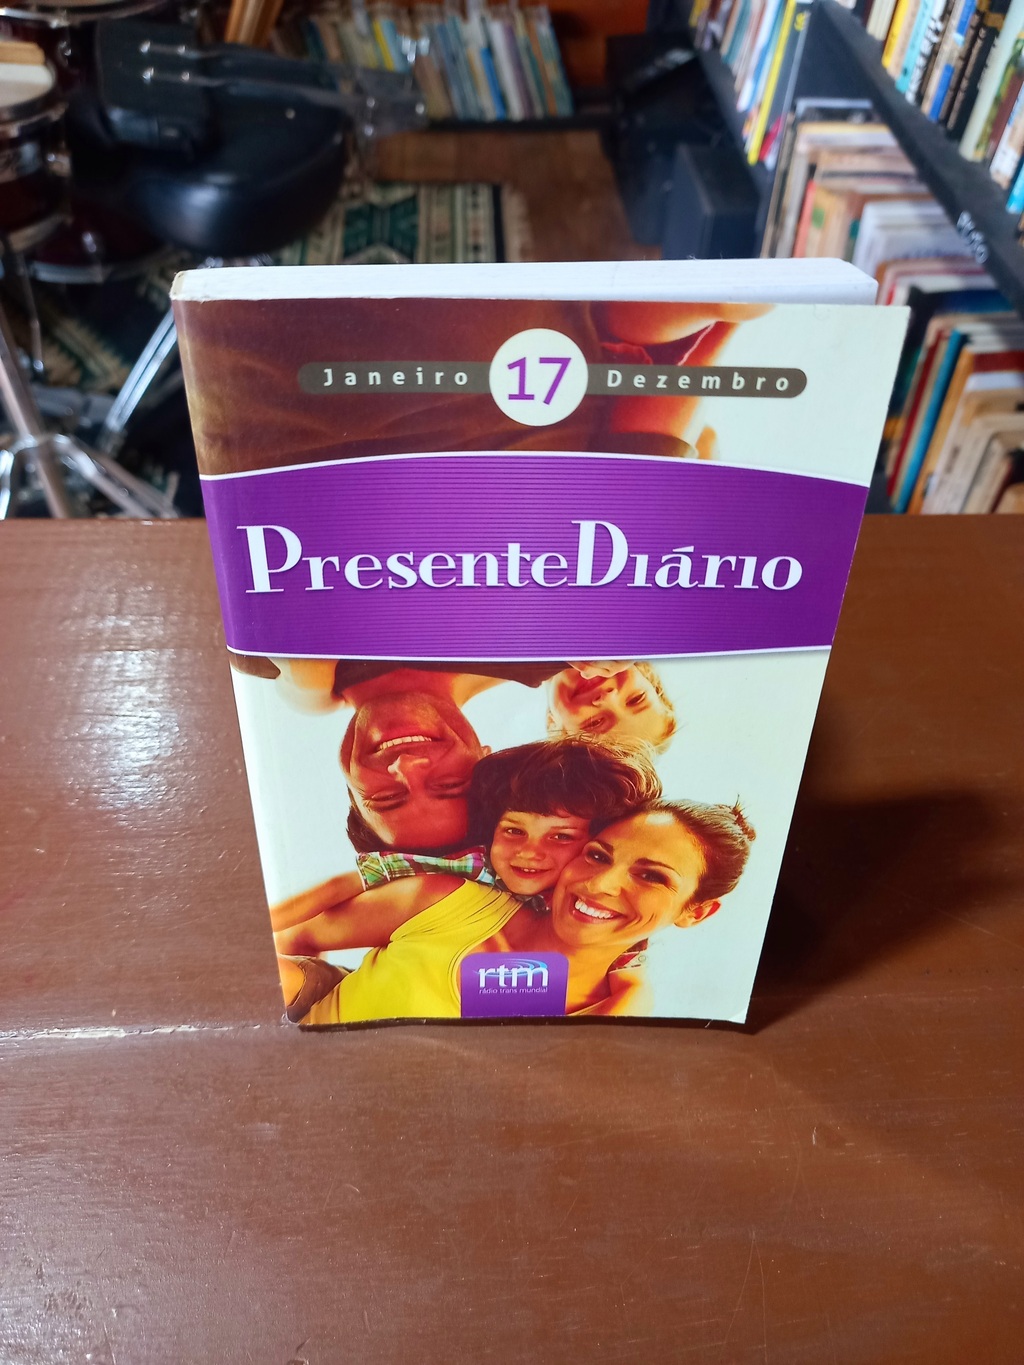 Janeiro 17 Dezembro
PresenteDiário
rtm
rádio trans mundial